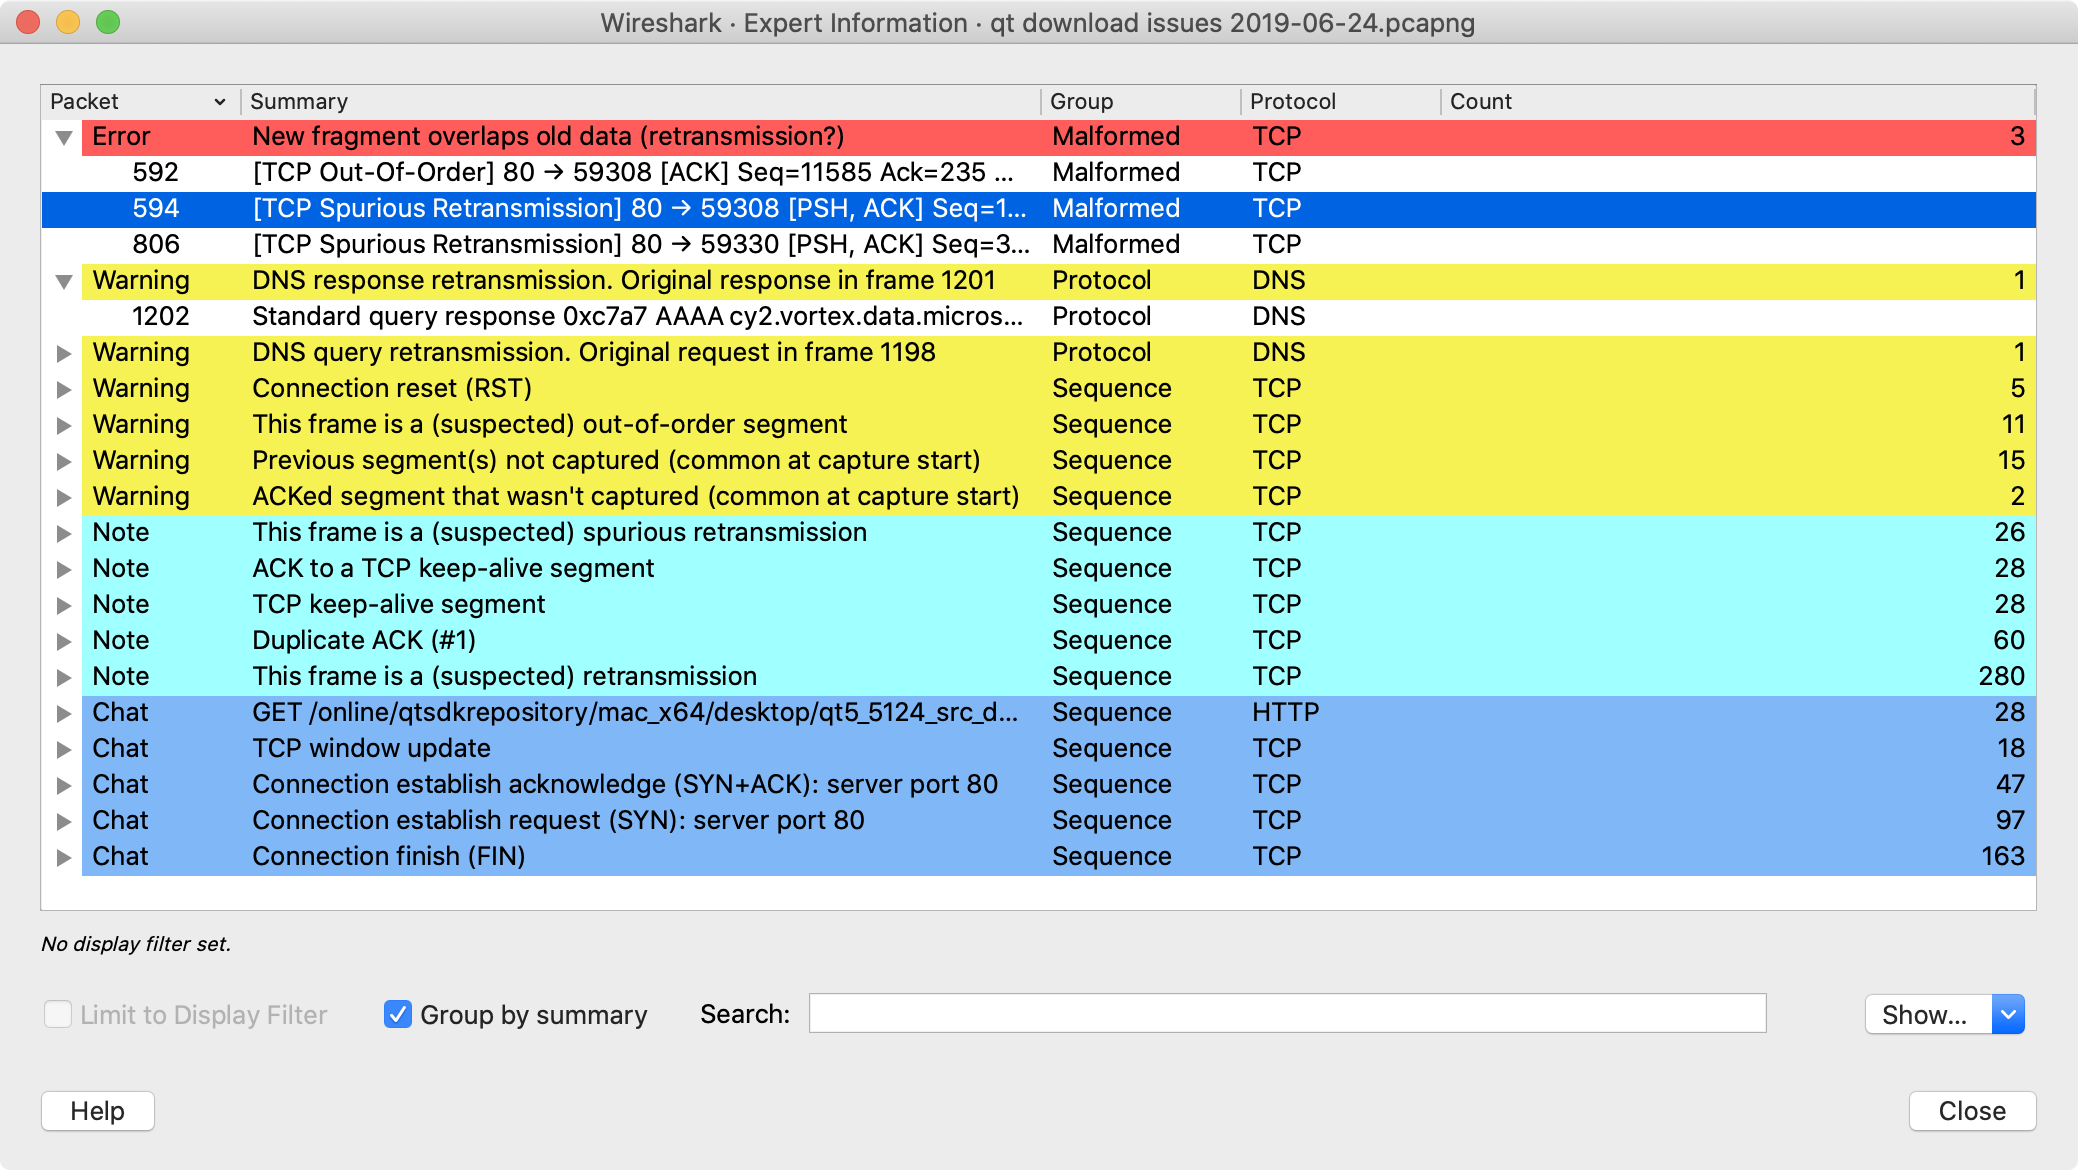 Wireshark · Expert Information · qt download issues 2019-06-24.pcapng
Packet Summary Group Protocol Count
Error New fragment overlaps old data (retransmission?) Malformed TCP 3
592 [TCP Out-Of-Order] 80 → 59308 [ACK] Seq=11585 Ack=235 ... Malformed TCP
594 [TCP Spurious Retransmission] 80 → 59308 [PSH, ACK] Seq=1... Malformed TCP
806 [TCP Spurious Retransmission] 80 → 59330 [PSH, ACK] Seq=3... Malformed TCP
Warning DNS response retransmission. Original response in frame 1201 Protocol DNS 1
1202 Standard query response 0xc7a7 AAAA cy2.vortex.data.micros... Protocol DNS
Warning DNS query retransmission. Original request in frame 1198 Protocol DNS 1
Warning Connection reset (RST) Sequence TCP 5
Warning This frame is a (suspected) out-of-order segment Sequence TCP 11
Warning Previous segment(s) not captured (common at capture start) Sequence TCP 15
Warning ACKed segment that wasn't captured (common at capture start) Sequence TCP 2
Note This frame is a (suspected) spurious retransmission Sequence TCP 26
Note ACK to a TCP keep-alive segment Sequence TCP 28
Note TCP keep-alive segment Sequence TCP 28
Note Duplicate ACK (#1) Sequence TCP 60
Note This frame is a (suspected) retransmission Sequence TCP 280
Chat GET /online/qtsdkrepository/mac_x64/desktop/qt5_5124_src_d... Sequence HTTP 28
Chat TCP window update Sequence TCP 18
Chat Connection establish acknowledge (SYN+ACK): server port 80 Sequence TCP 47
Chat Connection establish request (SYN): server port 80 Sequence TCP 97
Chat Connection finish (FIN) Sequence TCP 163
No display filter set.
Limit to Display Filter Group by summary Search: Show...
Help Close